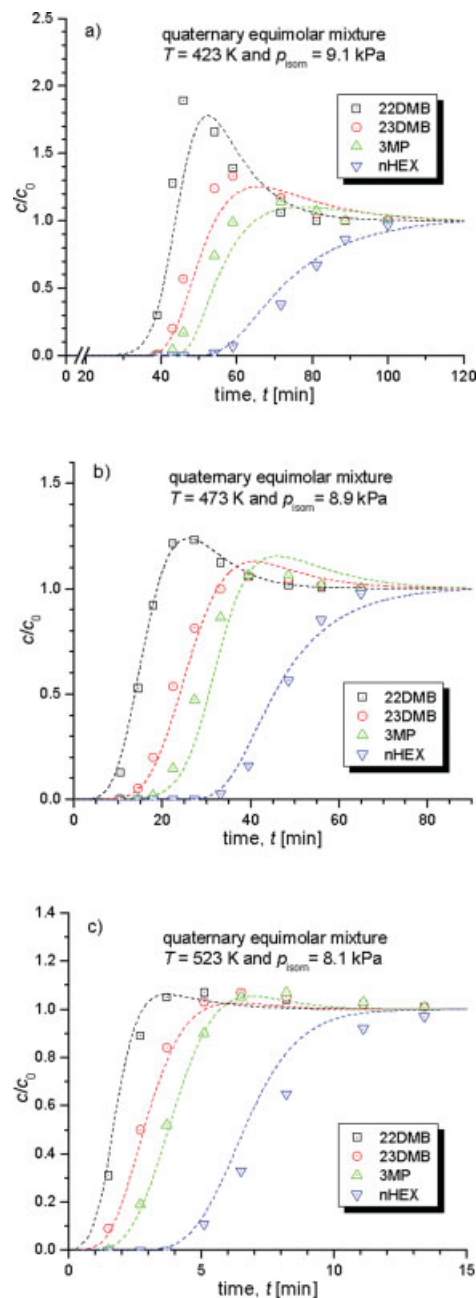 a)
quaternary equimolar mixture
T = 423 K and p_isom = 9.1 kPa
22DMB
23DMB
3MP
nHEX
2.5
2.0
1.5
1.0
0.5
0.0
c/c0
0 20 40 60 80 100 120
time, t [min]
b)
quaternary equimolar mixture
T = 473 K and p_isom = 8.9 kPa
1.5
1.0
0.5
0.0
c/c0
22DMB
23DMB
3MP
nHEX
0 20 40 60 80
time, t [min]
c)
quaternary equimolar mixture
T = 523 K and p_isom = 8.1 kPa
1.4
1.2
1.0
0.8
0.6
0.4
0.2
0.0
c/c0
22DMB
23DMB
3MP
nHEX
0 5 10 15
time, t [min]